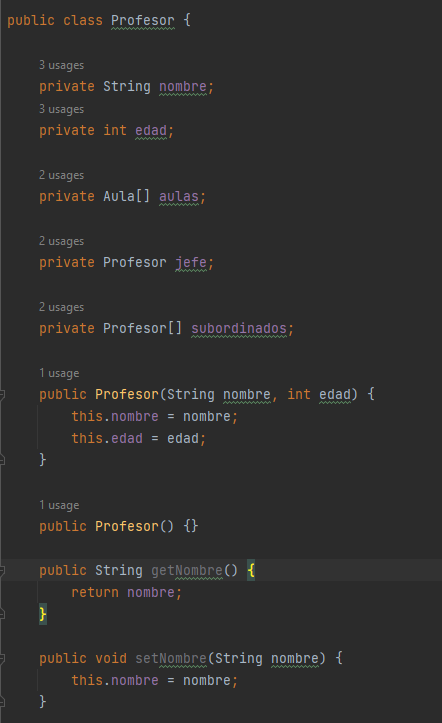 public class Profesor {
3 usages
private String nombre;
3 usages
private int edad;
2 usages
private Aula[] aulas;
2 usages
private Profesor jefe;
2 usages
private Profesor[] subordinados;
1 usage
public Profesor(String nombre, int edad) {
this.nombre = nombre;
this.edad = edad;
}
1 usage
public Profesor() {}
public String getNombre() {
return nombre;
}
public void setNombre(String nombre) {
this.nombre = nombre;
}